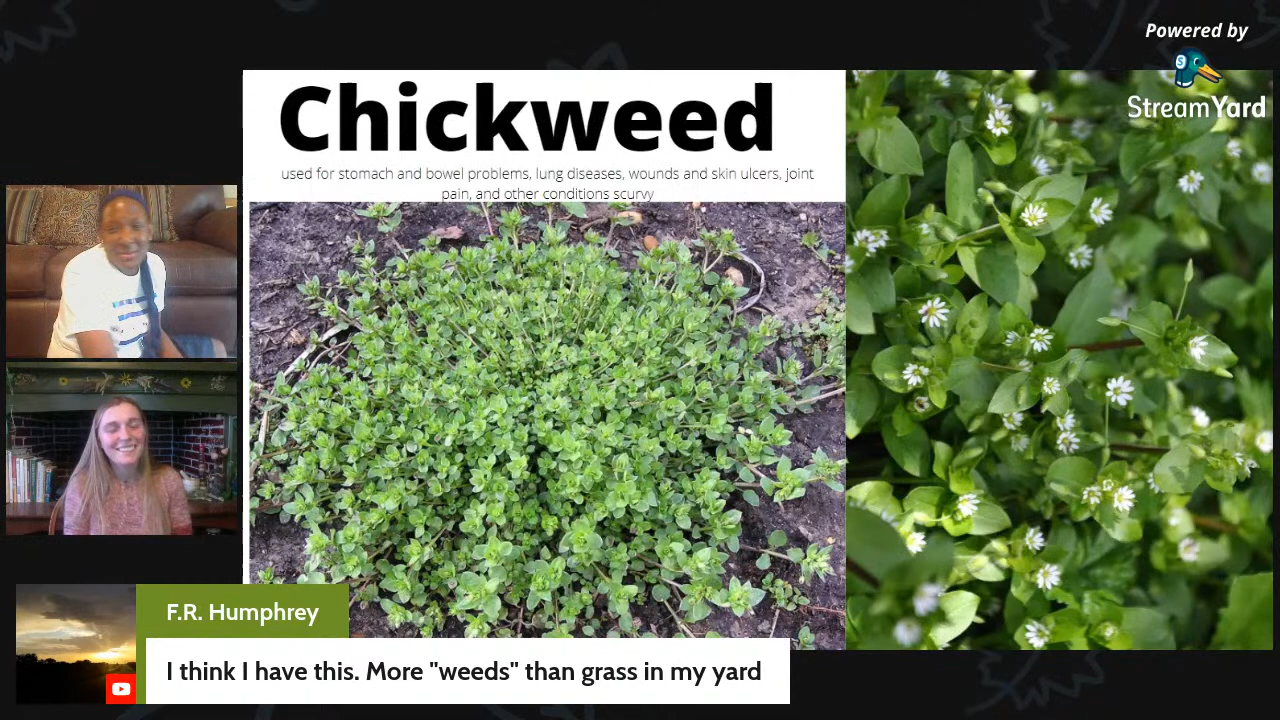 Powered by
StreamYard
Chickweed
used for stomach and bowel problems, lung diseases, wounds and skin ulcers, joint
pain, and other conditions scurvy
F.R. Humphrey
I think I have this. More "weeds" than grass in my yard